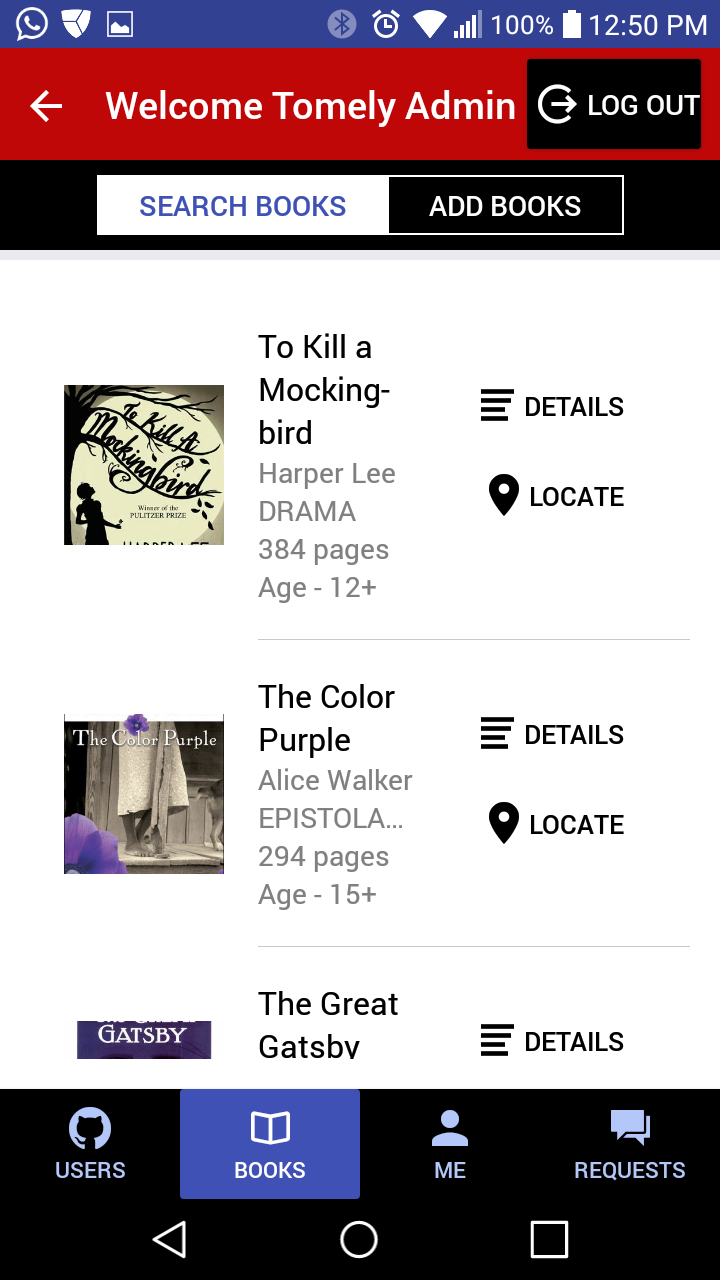 100% 12:50 PM
Welcome Tomely Admin
LOG OUT
SEARCH BOOKS
ADD BOOKS
To Kill A
Mockingbird
Winner of the
PULITZER PRIZE
HARPER LEE
To Kill a
Mocking-
bird
Harper Lee
DRAMA
384 pages
Age - 12+
DETAILS
LOCATE
The Color Purple
The Color
Purple
Alice Walker
EPISTOLA...
294 pages
Age - 15+
DETAILS
LOCATE
GATSBY
The Great
Gatsby
DETAILS
USERS
BOOKS
ME
REQUESTS